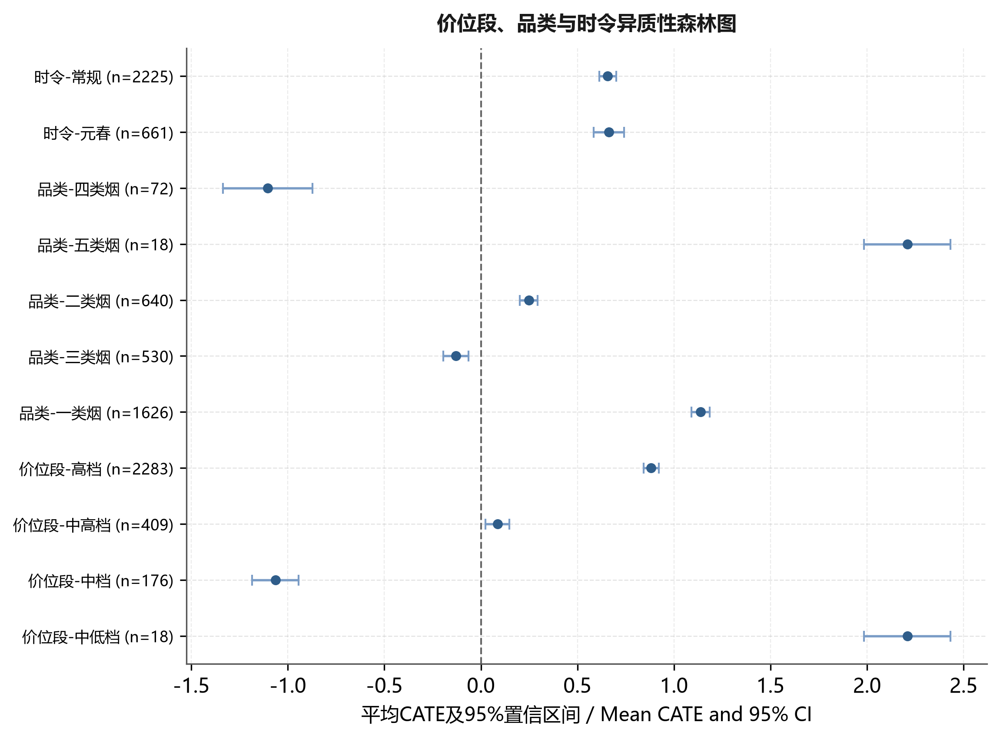 价位段、品类与时令异质性森林图
时令-常规 (n=2225)
时令-元春 (n=661)
品类-四类烟 (n=72)
品类-五类烟 (n=18)
品类-二类烟 (n=640)
品类-三类烟 (n=530)
品类-一类烟 (n=1626)
价位段-高档 (n=2283)
价位段-中高档 (n=409)
价位段-中档 (n=176)
价位段-中低档 (n=18)
-1.5 -1.0 -0.5 0.0 0.5 1.0 1.5 2.0 2.5
平均CATE及95%置信区间 / Mean CATE and 95% CI